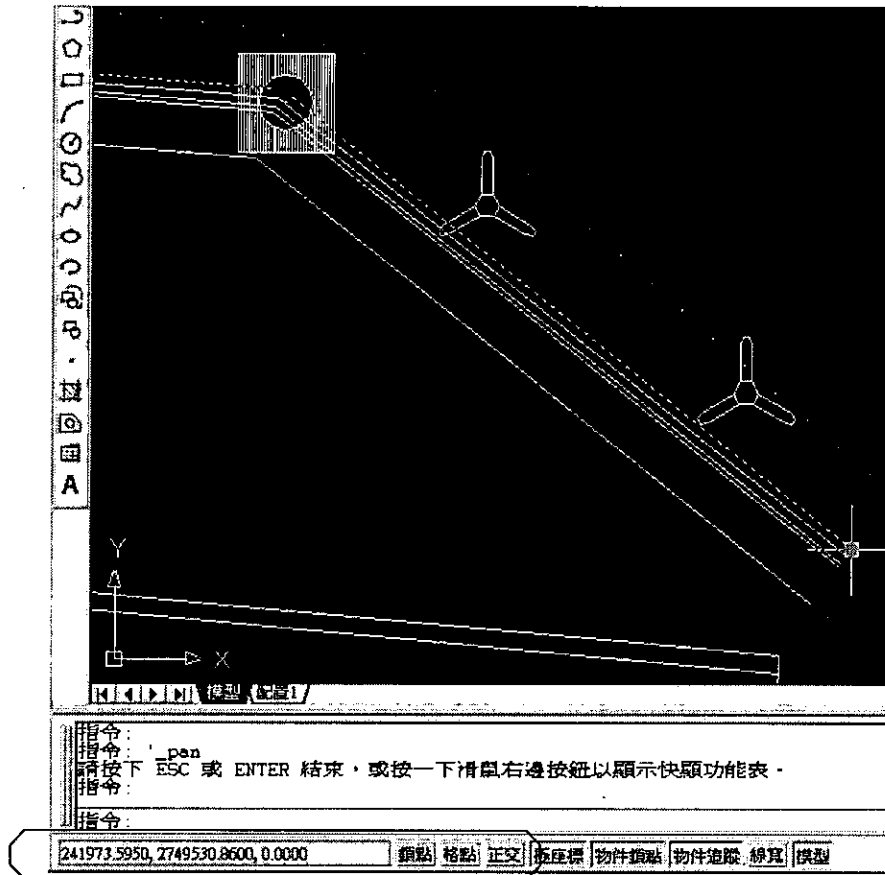 A
Y
X
模型 配置1
指令:
指令: '_pan
請按下 ESC 或 ENTER 結束，或按一下滑鼠右邊按鈕以顯示快顯功能表。
指令:
指令:
241973.5950, 2749530.8600, 0.0000 鎖點 格點 正交 座標 物件鎖點 物件追蹤 線寬 模型